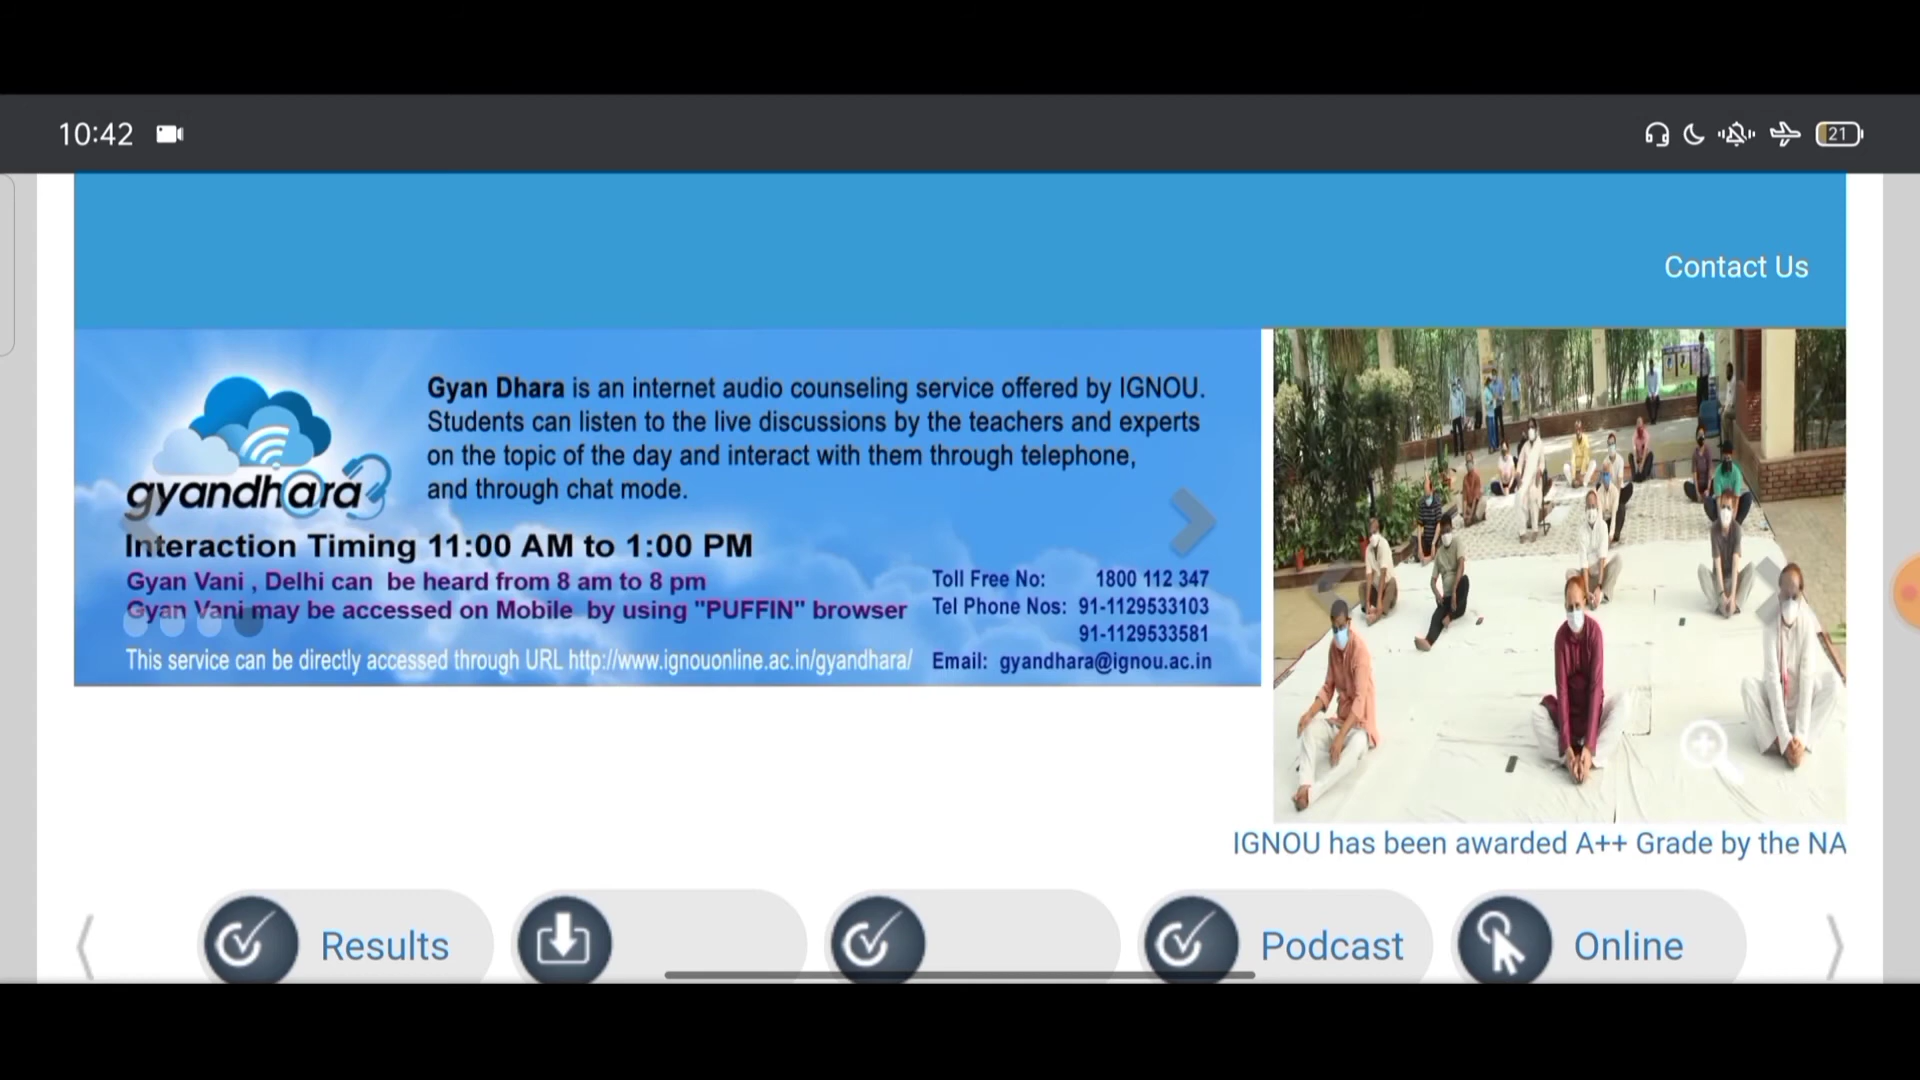 10:42
21
Contact Us
Gyan Dhara is an internet audio counseling service offered by IGNOU.
Students can listen to the live discussions by the teachers and experts
on the topic of the day and interact with them through telephone,
and through chat mode.
gyandh@ra
Interaction Timing 11:00 AM to 1:00 PM
Gyan Vani , Delhi can be heard from 8 am to 8 pm
Gyan Vani may be accessed on Mobile by using "PUFFIN" browser
This service can be directly accessed through URL http://www.ignouonline.ac.in/gyandhara/
Toll Free No: 1800 112 347
Tel Phone Nos: 91-1129533103
91-1129533581
Email: gyandhara@ignou.ac.in
IGNOU has been awarded A++ Grade by the NA
Results
Podcast
Online